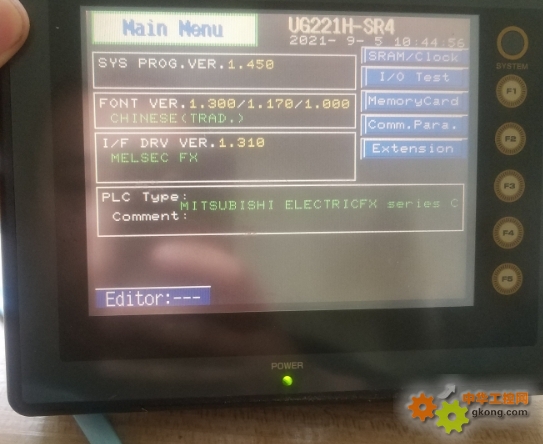 Main Menu
UG221H-SR4
2021- 9- 5 10:44:56
SYS PROG.VER.1.450
FONT VER.1.300/1.170/1.000
CHINESE(TRAD.)
I/F DRV VER.1.310
MELSEC FX
PLC Type:
MITSUBISHI ELECTRICFX series C
Comment:
Editor:---
SRAM/Clock
I/O Test
MemoryCard
Comm.Para.
Extension
SYSTEM
F1
F2
F3
F4
F5
POWER
中华工控网
gkong.com